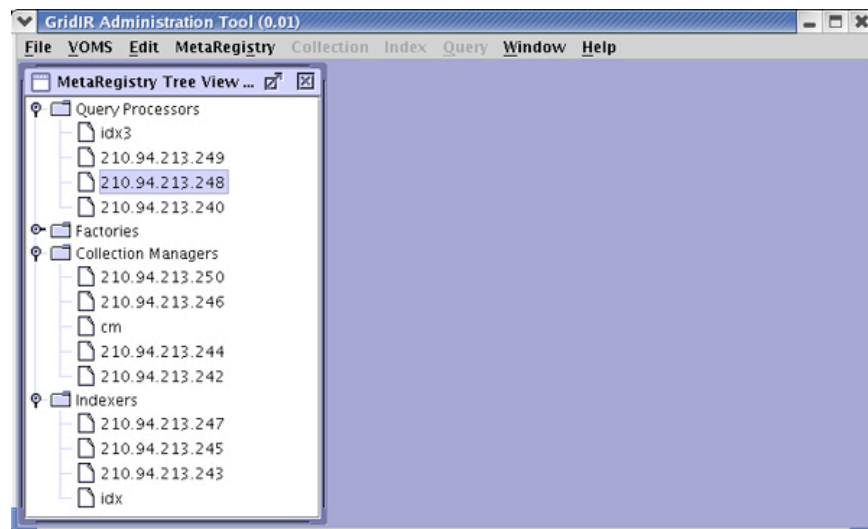 GridIR Administration Tool (0.01)
File VOMS Edit MetaRegistry Collection Index Query Window Help
MetaRegistry Tree View ...
Query Processors
idx3
210.94.213.249
210.94.213.248
210.94.213.240
Factories
Collection Managers
210.94.213.250
210.94.213.246
cm
210.94.213.244
210.94.213.242
Indexers
210.94.213.247
210.94.213.245
210.94.213.243
idx